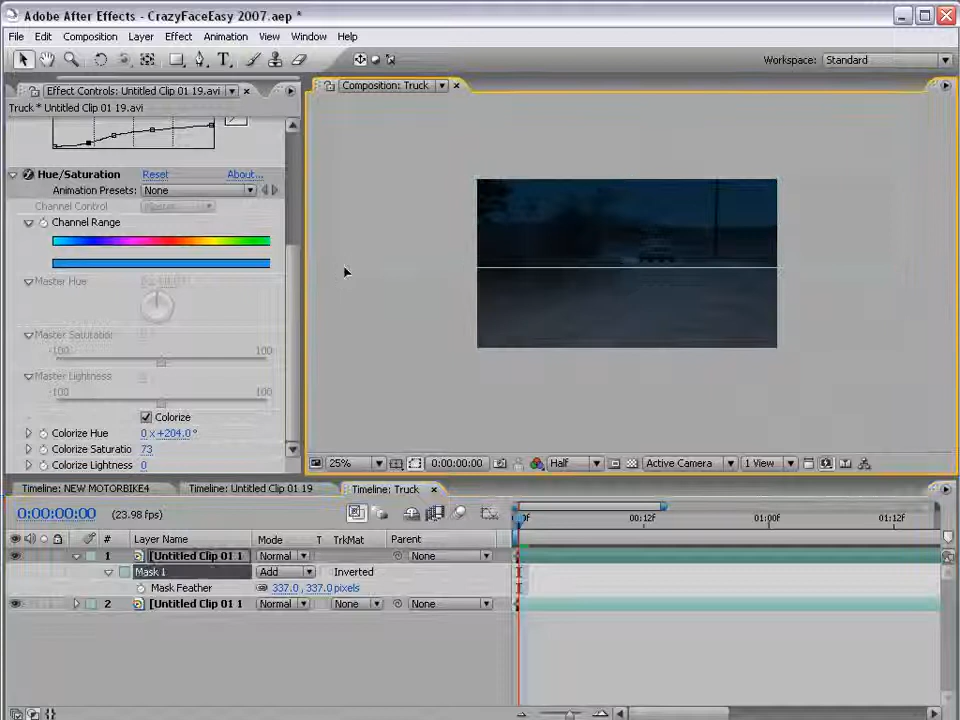 Adobe After Effects - CrazyFaceEasy 2007.aep *
File Edit Composition Layer Effect Animation View Window Help
Workspace: Standard
Effect Controls: Untitled Clip 01 19.avi
Composition: Truck
Truck * Untitled Clip 01 19.avi
Hue/Saturation Reset About...
Animation Presets: None
Channel Control Master
Channel Range
Master Hue
Master Saturation
-100 100
Master Lightness
-100 100
Colorize
Colorize Hue 0 x +204.0 °
Colorize Saturatio 73
Colorize Lightness 0
25% 0:00:00:00 Half Active Camera 1 View
Timeline: NEW MOTORBIKE4 Timeline: Untitled Clip 01 19 Timeline: Truck
0:00:00:00 (23.98 fps)
00:12f 01:00f 01:12f
# Layer Name Mode T TrkMat Parent
1 [Untitled Clip 01 1 Normal None
Mask 1 Add Inverted
Mask Feather 337.0 , 337.0 pixels
2 [Untitled Clip 01 1 Normal None None